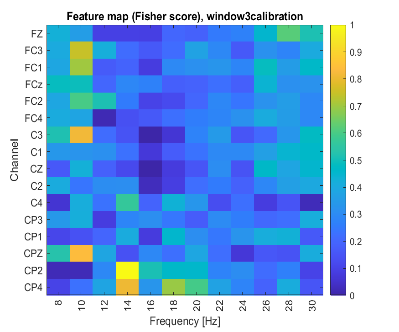 Feature map (Fisher score), window3calibration
Channel
FZ
FC3
FC1
FCz
FC2
FC4
C3
C1
CZ
C2
C4
CP3
CP1
CPZ
CP2
CP4
8 10 12 14 16 18 20 22 24 26 28 30
Frequency [Hz]
1
0.9
0.8
0.7
0.6
0.5
0.4
0.3
0.2
0.1
0